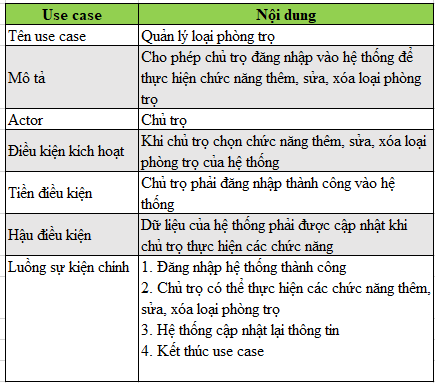 Use case
Nội dung
Tên use case
Quản lý loại phòng trọ
Mô tả
Cho phép chủ trọ đăng nhập vào hệ thống để
thực hiện chức năng thêm, sửa, xóa loại phòng
trọ
Actor
Chủ trọ
Điều kiện kich hoạt
Khi chủ trọ chọn chức năng thêm, sửa, xóa loại
phòng trọ của hệ thống
Tiền điều kiện
Chủ trọ phải đăng nhập thành công vào hệ
thống
Hậu điều kiện
Dữ liệu của hệ thống phải được cập nhật khi
chủ trọ thực hiện các chức năng
Luồng sự kiện chinh
1. Đăng nhập hệ thống thành công
2. Chủ trọ có thể thực hiện các chức năng thêm,
sửa, xóa loại phòng trọ
3. Hệ thống cập nhật lại thông tin
4. Kết thúc use case